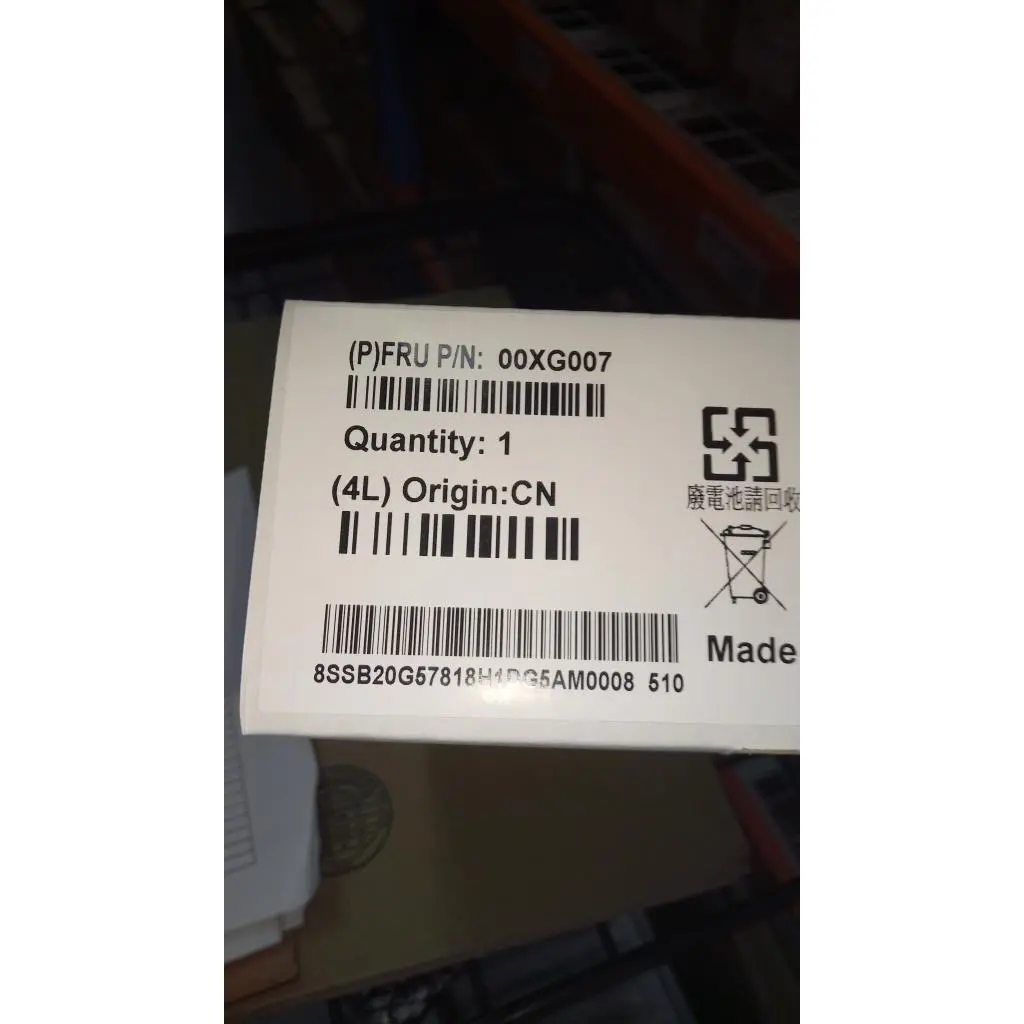 (P)FRU P/N: 00XG007
Quantity: 1
(4L) Origin:CN
廢電池請回收
8SSB20G57818H1DG5AM0008 510
Made